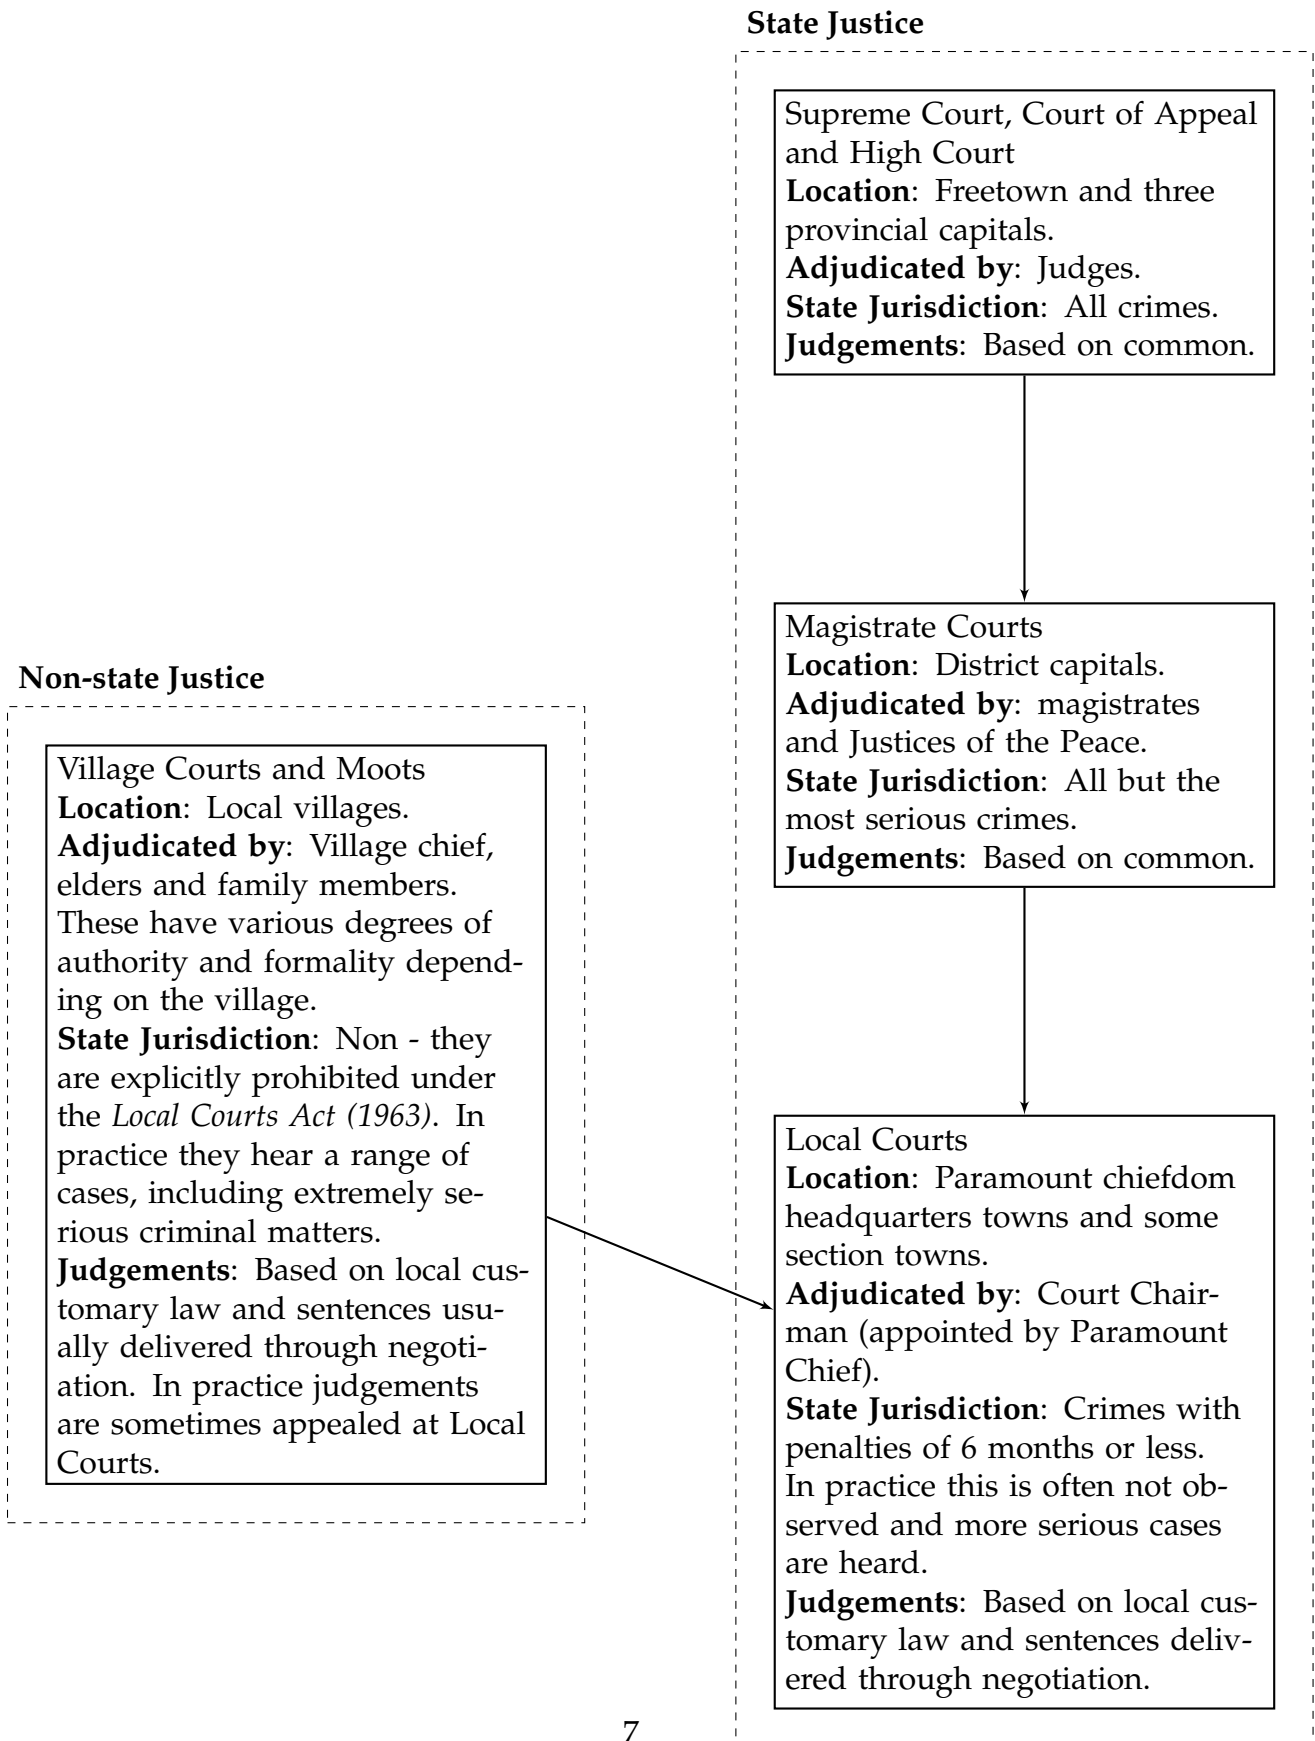 State Justice
Supreme Court, Court of Appeal
and High Court
Location: Freetown and three
provincial capitals.
Adjudicated by: Judges.
State Jurisdiction: All crimes.
Judgements: Based on common.
Magistrate Courts
Location: District capitals.
Adjudicated by: magistrates
and Justices of the Peace.
State Jurisdiction: All but the
most serious crimes.
Judgements: Based on common.
Non-state Justice
Village Courts and Moots
Location: Local villages.
Adjudicated by: Village chief,
elders and family members.
These have various degrees of
authority and formality depend-
ing on the village.
State Jurisdiction: Non - they
are explicitly prohibited under
the Local Courts Act (1963). In
practice they hear a range of
cases, including extremely se-
rious criminal matters.
Judgements: Based on local cus-
tomary law and sentences usu-
ally delivered through negoti-
ation. In practice judgements
are sometimes appealed at Local
Courts.
Local Courts
Location: Paramount chiefdom
headquarters towns and some
section towns.
Adjudicated by: Court Chair-
man (appointed by Paramount
Chief).
State Jurisdiction: Crimes with
penalties of 6 months or less.
In practice this is often not ob-
served and more serious cases
are heard.
Judgements: Based on local cus-
tomary law and sentences deliv-
ered through negotiation.
7